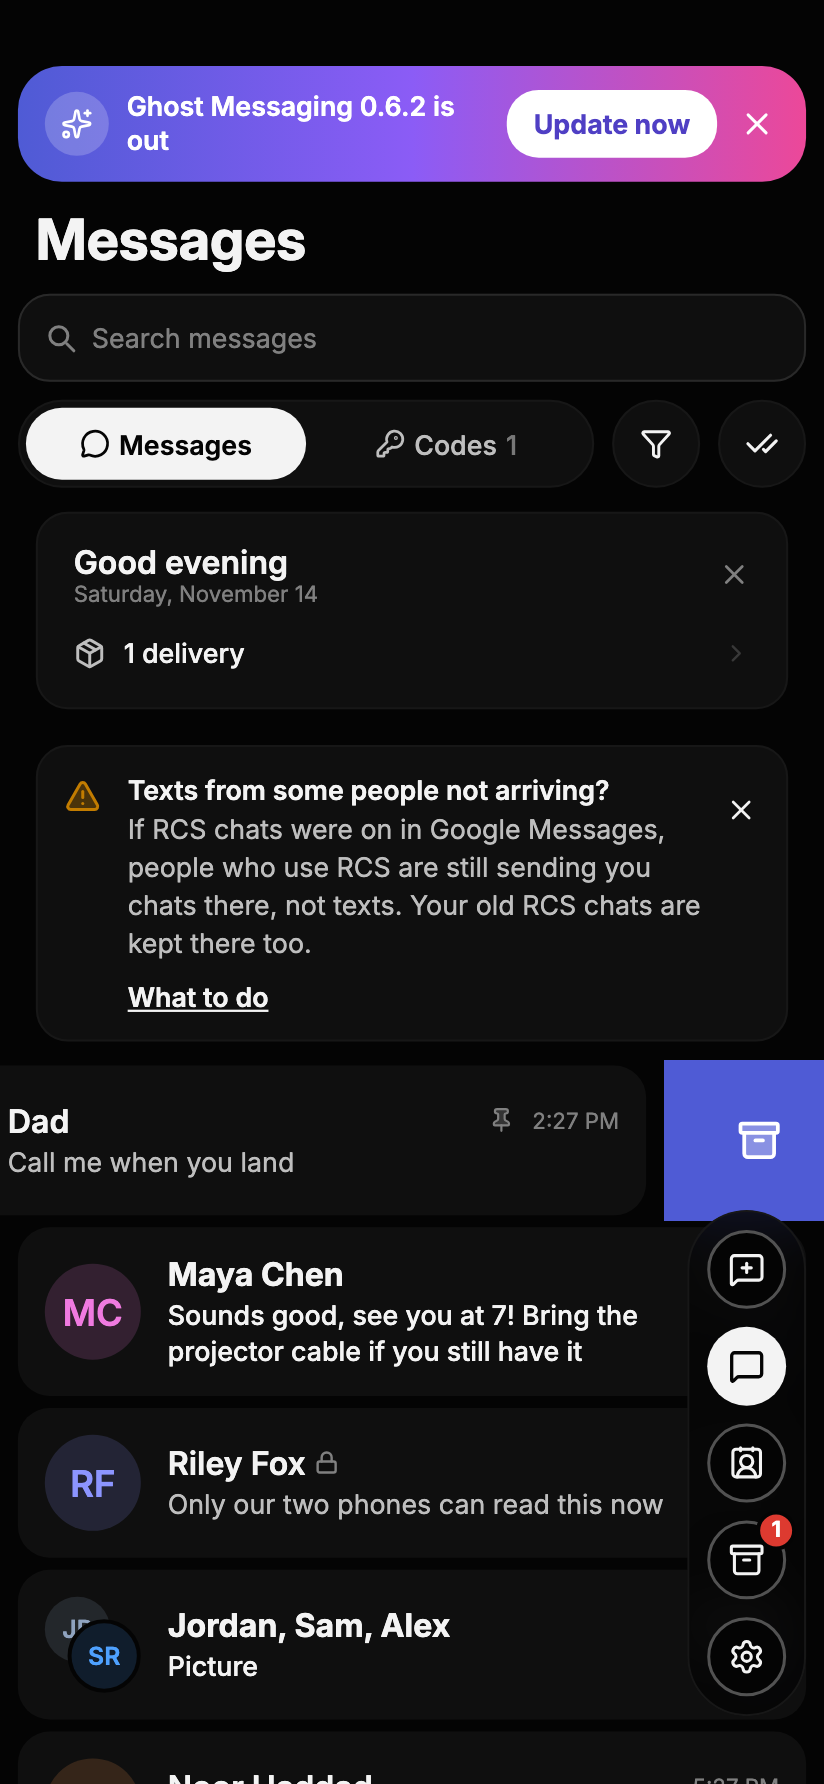 Ghost Messaging 0.6.2 is
out
Update now
Messages
Search messages
Messages
Codes 1
Good evening
Saturday, November 14
1 delivery
Texts from some people not arriving?
If RCS chats were on in Google Messages,
people who use RCS are still sending you
chats there, not texts. Your old RCS chats are
kept there too.
What to do
Dad
2:27 PM
Call me when you land
MC
Maya Chen
Sounds good, see you at 7! Bring the
projector cable if you still have it
RF
Riley Fox
Only our two phones can read this now
1
SR
Jordan, Sam, Alex
Picture
Noor Haddad
5:27 PM